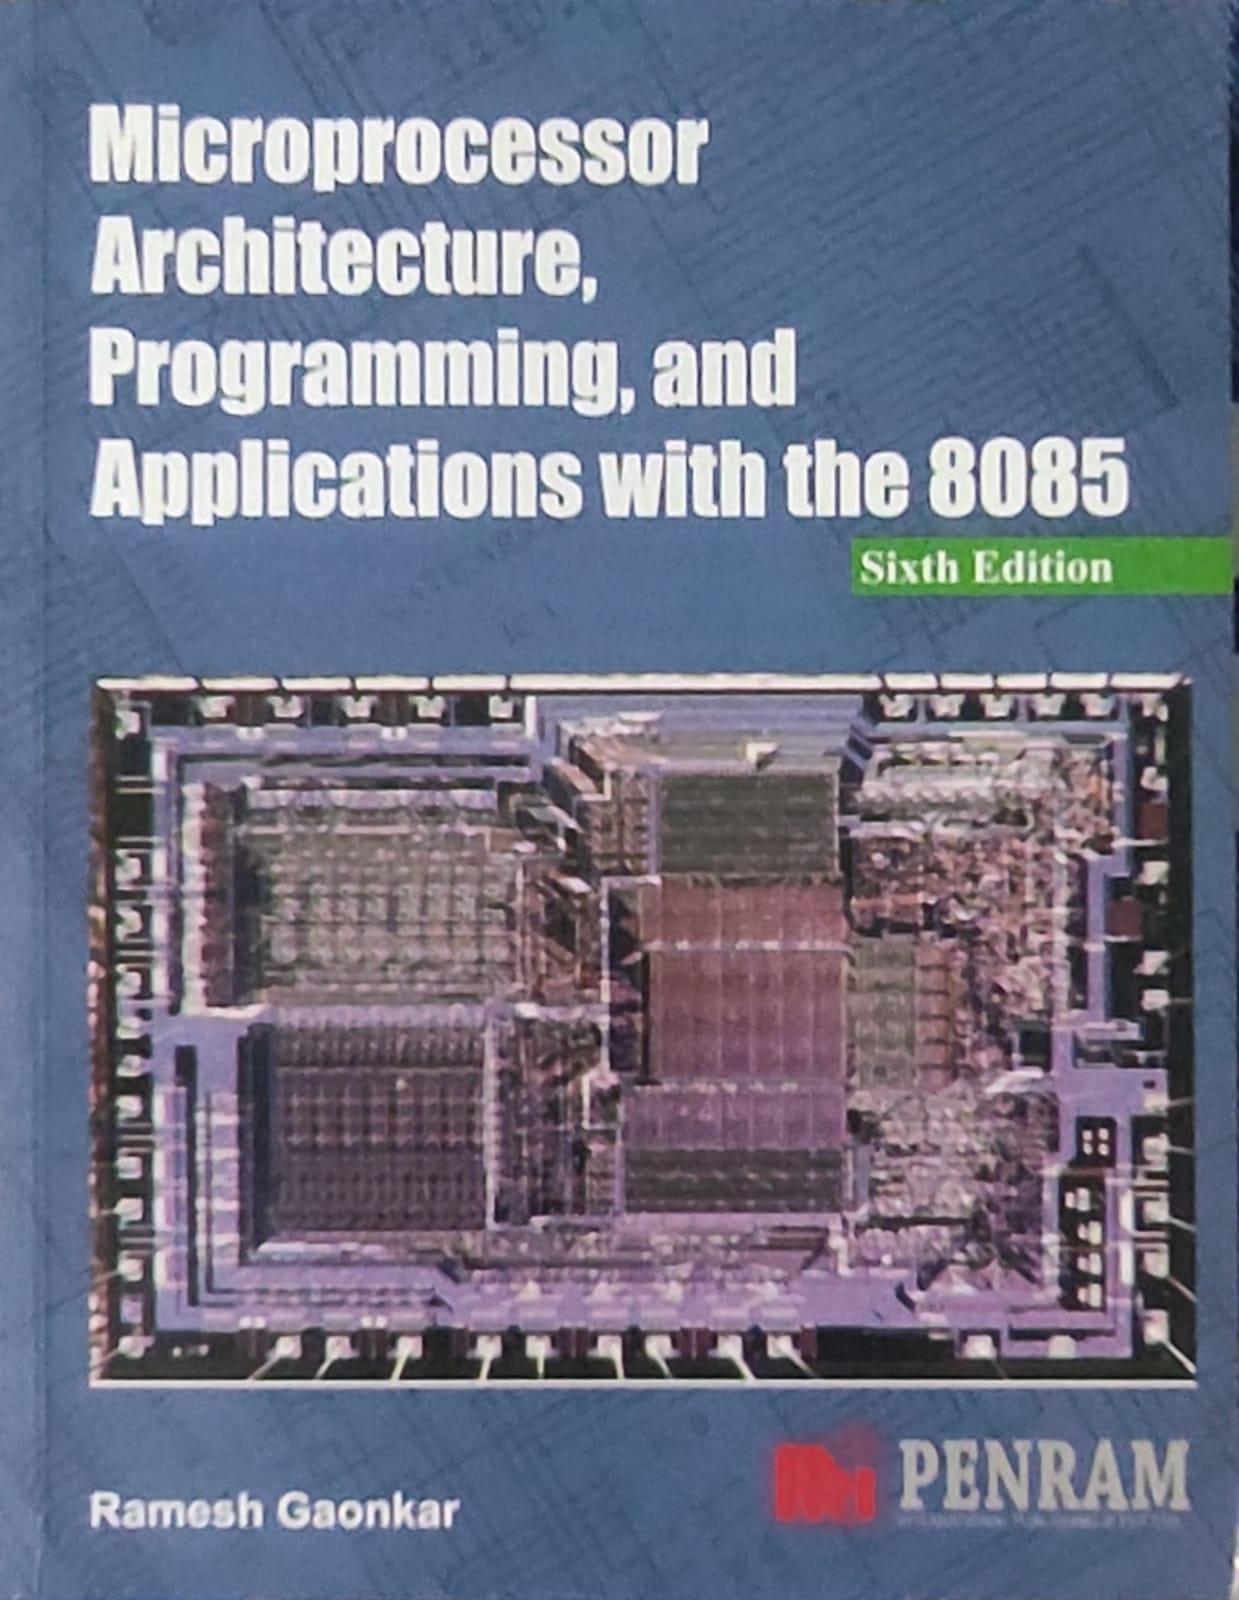 Microprocessor
Architecture,
Programming, and
Applications with the 8085
Sixth Edition
Ramesh Gaonkar
PENRAM